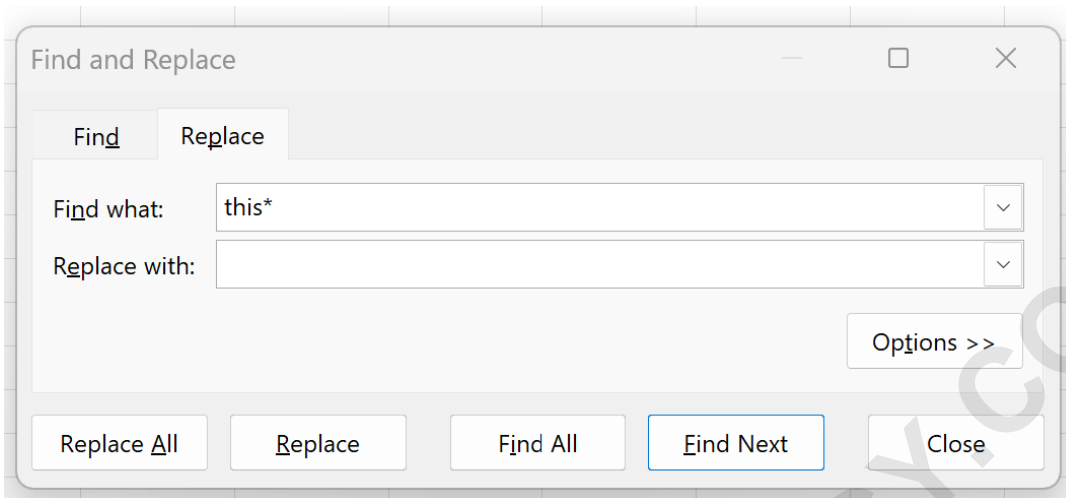 Find and Replace
Find Replace
Find what: this*
Replace with:
Options >>
Replace All Replace Find All Find Next Close